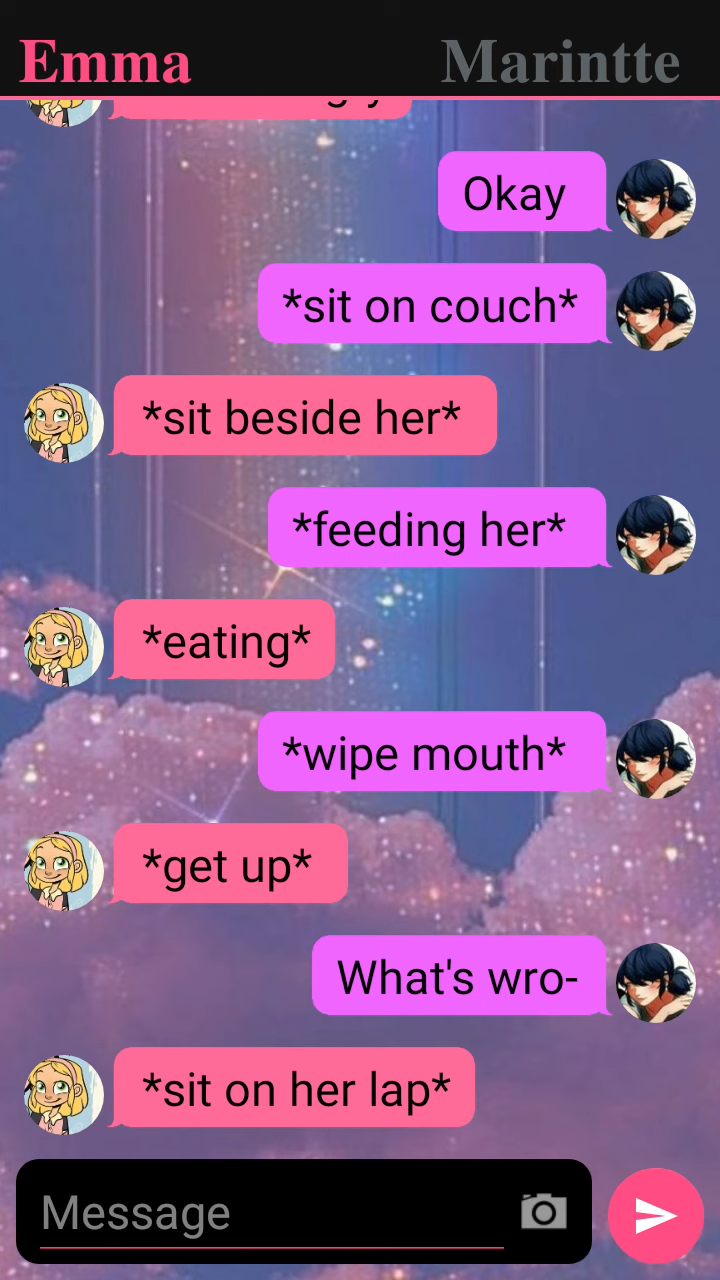 Emma
Marintte
Okay
*sit on couch*
*sit beside her*
*feeding her*
*eating*
*wipe mouth*
*get up*
What's wro-
*sit on her lap*
Message